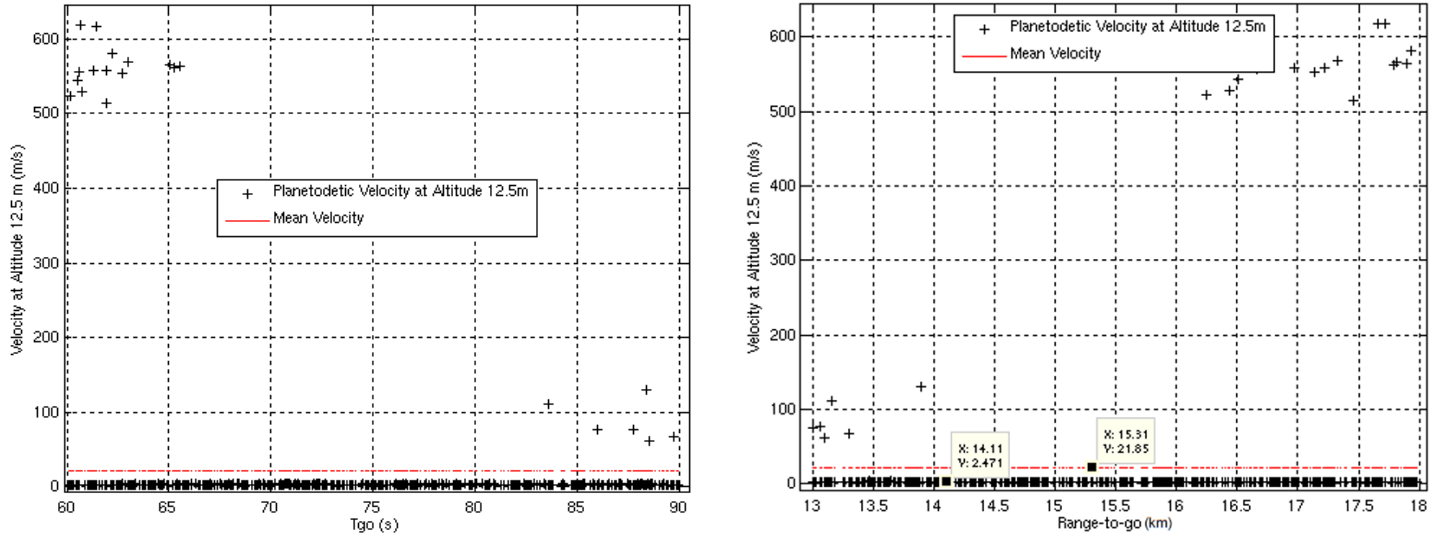 Velocity at Altitude 12.5 m (m/s)
600
500
400
300
200
100
0
Planetodetic Velocity at Altitude 12.5m
Mean Velocity
60
65
70
75
80
85
90
Tgo (s)
Velocity at Altitude 12.5 m (m/s)
600
500
400
300
200
100
0
Planetodetic Velocity at Altitude 12.5m
Mean Velocity
X: 14.11
Y: 2.471
X: 15.31
Y: 21.85
13
13.5
14
14.5
15
15.5
16
16.5
17
17.5
18
Range-to-go (km)